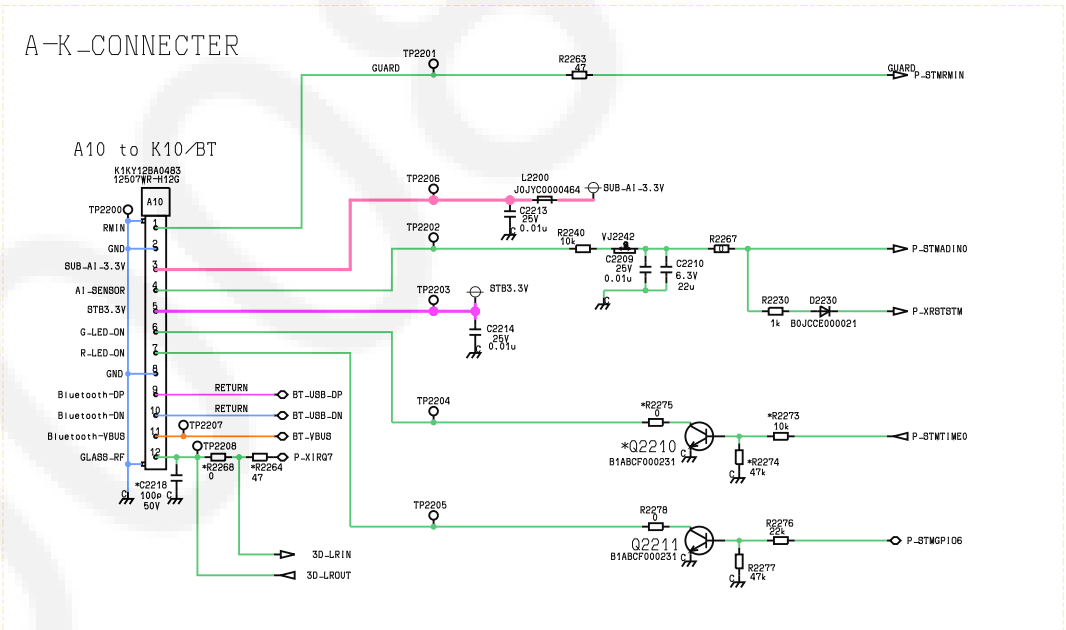 A-K_CONNECTER
TP2201
GUARD
R2263
47
GUARD
P_STMRMIN
A10 to K10/BT
K1KY12BA0483
12507WR-H12G
A10
TP2200
RMIN
1
GND
2
SUB_AI_3.3V
3
AI_SENSOR
4
STB3.3V
5
G-LED_ON
6
R_LED_ON
7
GND
8
Bluetooth-DP
9
Bluetooth-DN
10
Bluetooth-VBUS
11
GLASS_RF
12
TP2206
L2200
J0JYC0000464
SUB_AI_3.3V
C2213
25V
0.01u
C
TP2202
R2240
10k
VJ2242
C2209
25V
0.01u
C2210
6.3V
22u
C
R2267
0
P_STMADIN0
R2230
1k
D2230
B0JCCE000021
P_XRSTSTM
TP2203
STB3.3V
C2214
25V
0.01u
C
RETURN
BT_USB_DP
RETURN
BT_USB_DN
TP2207
BT_VBUS
TP2208
*R2268
0
*R2264
47
P_XIRQ7
*C2218
100p
50V
C
C
3D_LRIN
3D_LROUT
TP2204
*R2275
0
*Q2210
B1ABCF000231
C
*R2273
10k
*R2274
47k
C
P_STMTIME0
TP2205
R2278
0
Q2211
B1ABCF000231
C
R2276
22k
R2277
47k
C
P_STMGPIO6